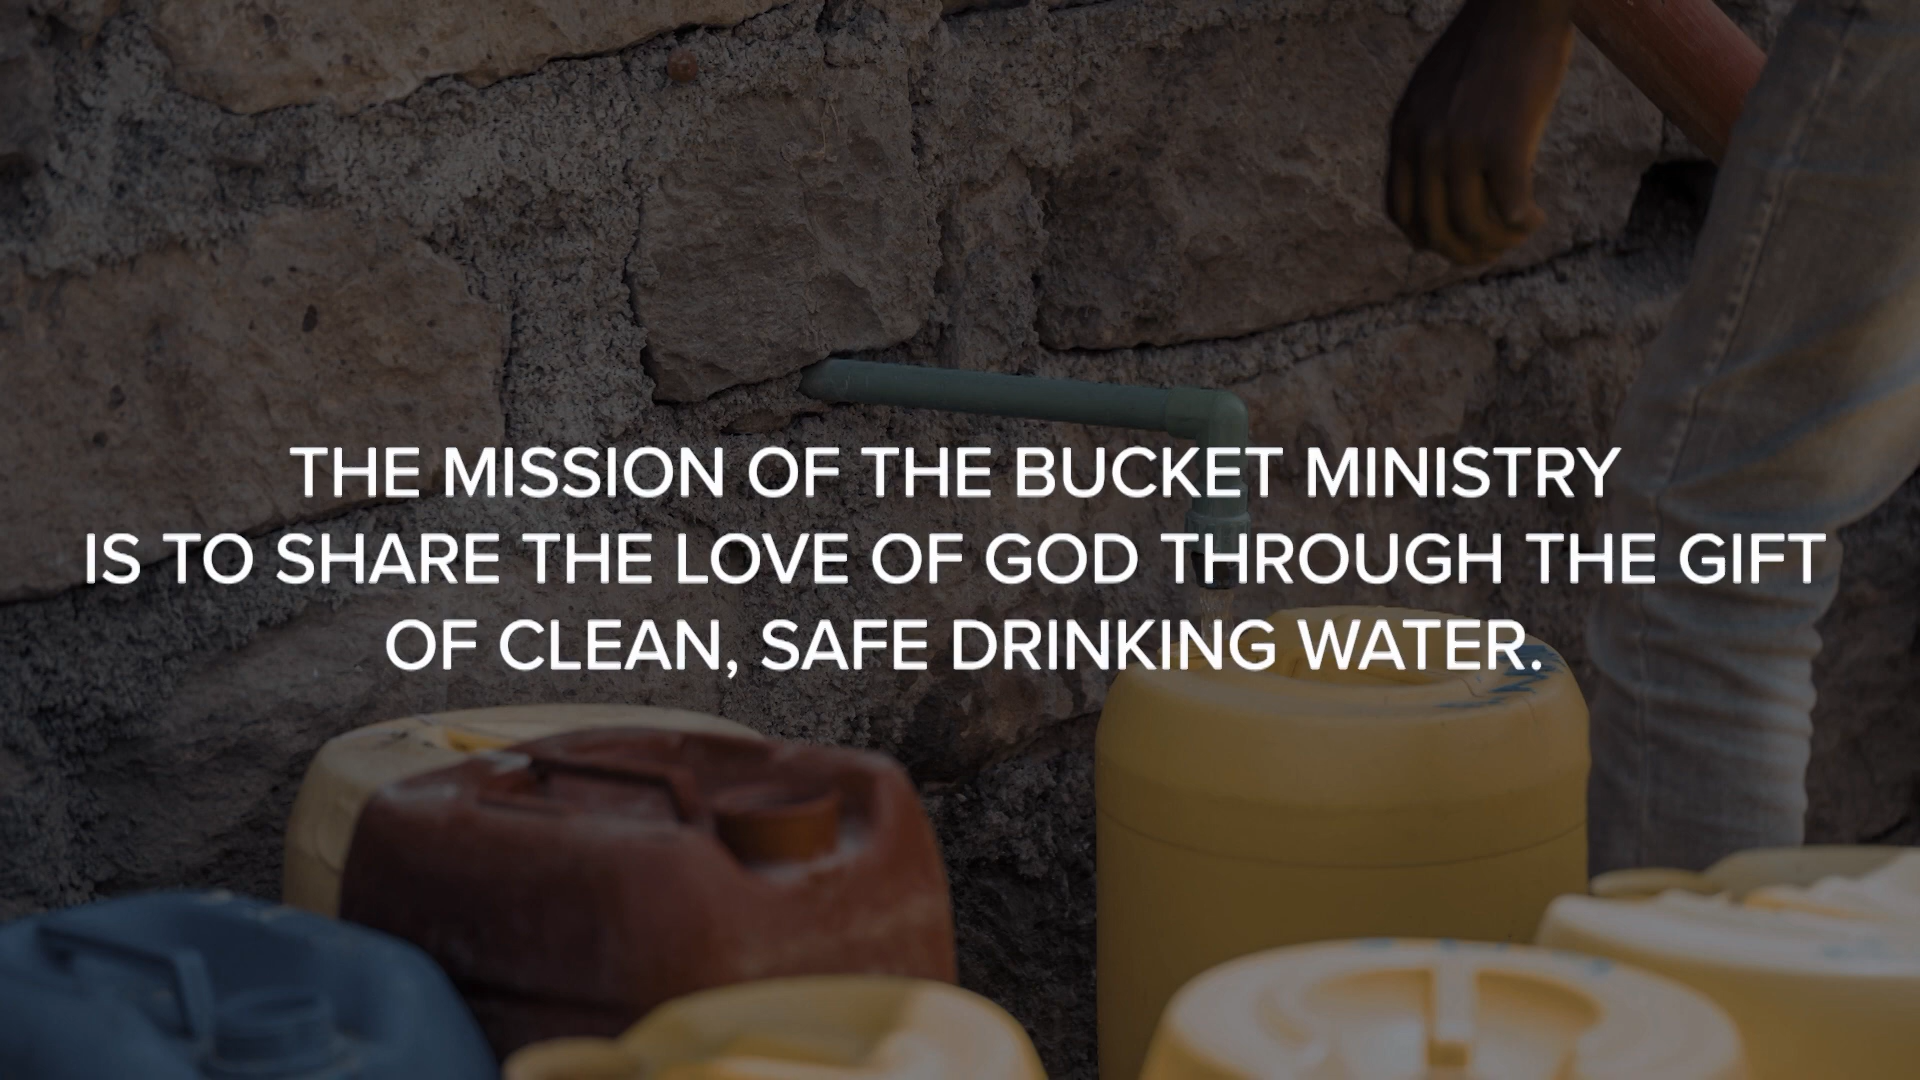 THE MISSION OF THE BUCKET MINISTRY
IS TO SHARE THE LOVE OF GOD THROUGH THE GIFT
OF CLEAN, SAFE DRINKING WATER.